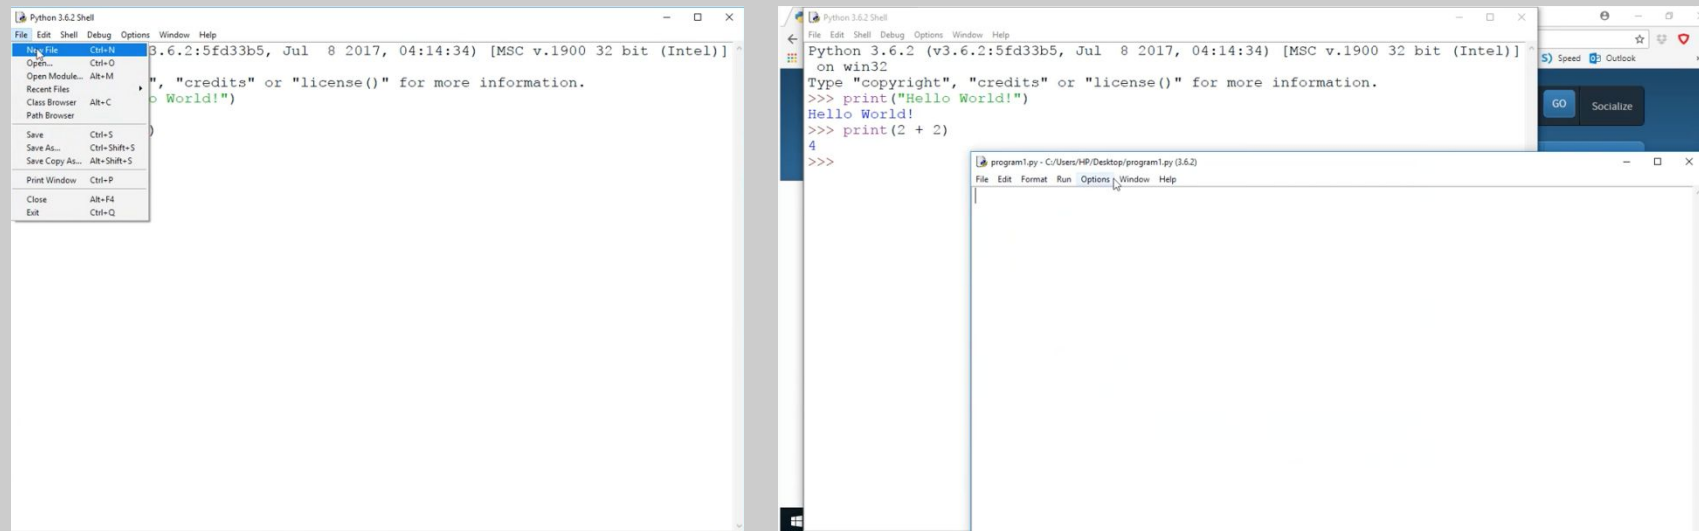 Python 3.6.2 Shell
File Edit Shell Debug Options Window Help
New File Ctrl+N
3.6.2:5fd33b5, Jul 8 2017, 04:14:34) [MSC v.1900 32 bit (Intel)]
Open... Ctrl+O
Open Module... Alt+M
", "credits" or "license()" for more information.
Recent Files
Class Browser Alt+C
o World!")
Path Browser
Save Ctrl+S
)
Save As... Ctrl+Shift+S
Save Copy As... Alt+Shift+S
Print Window Ctrl+P
Close Alt+F4
Exit Ctrl+Q
Python 3.6.2 Shell
File Edit Shell Debug Options Window Help
Python 3.6.2 (v3.6.2:5fd33b5, Jul 8 2017, 04:14:34) [MSC v.1900 32 bit (Intel)]
on win32
Type "copyright", "credits" or "license()" for more information.
>>> print("Hello World!")
Hello World!
>>> print(2 + 2)
4
>>>
Speed Outlook
GO Socialize
program1.py - C:/Users/HP/Desktop/program1.py (3.6.2)
File Edit Format Run Options Window Help